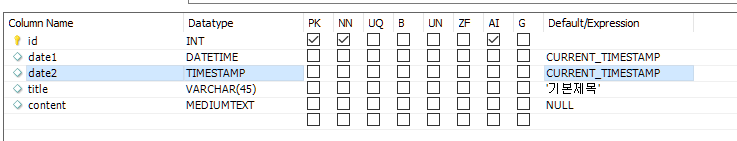 Column Name Datatype PK NN UQ B UN ZF AI G Default/Expression
id INT
date1 DATETIME CURRENT_TIMESTAMP
date2 TIMESTAMP CURRENT_TIMESTAMP
title VARCHAR(45) '기본제목'
content MEDIUMTEXT NULL